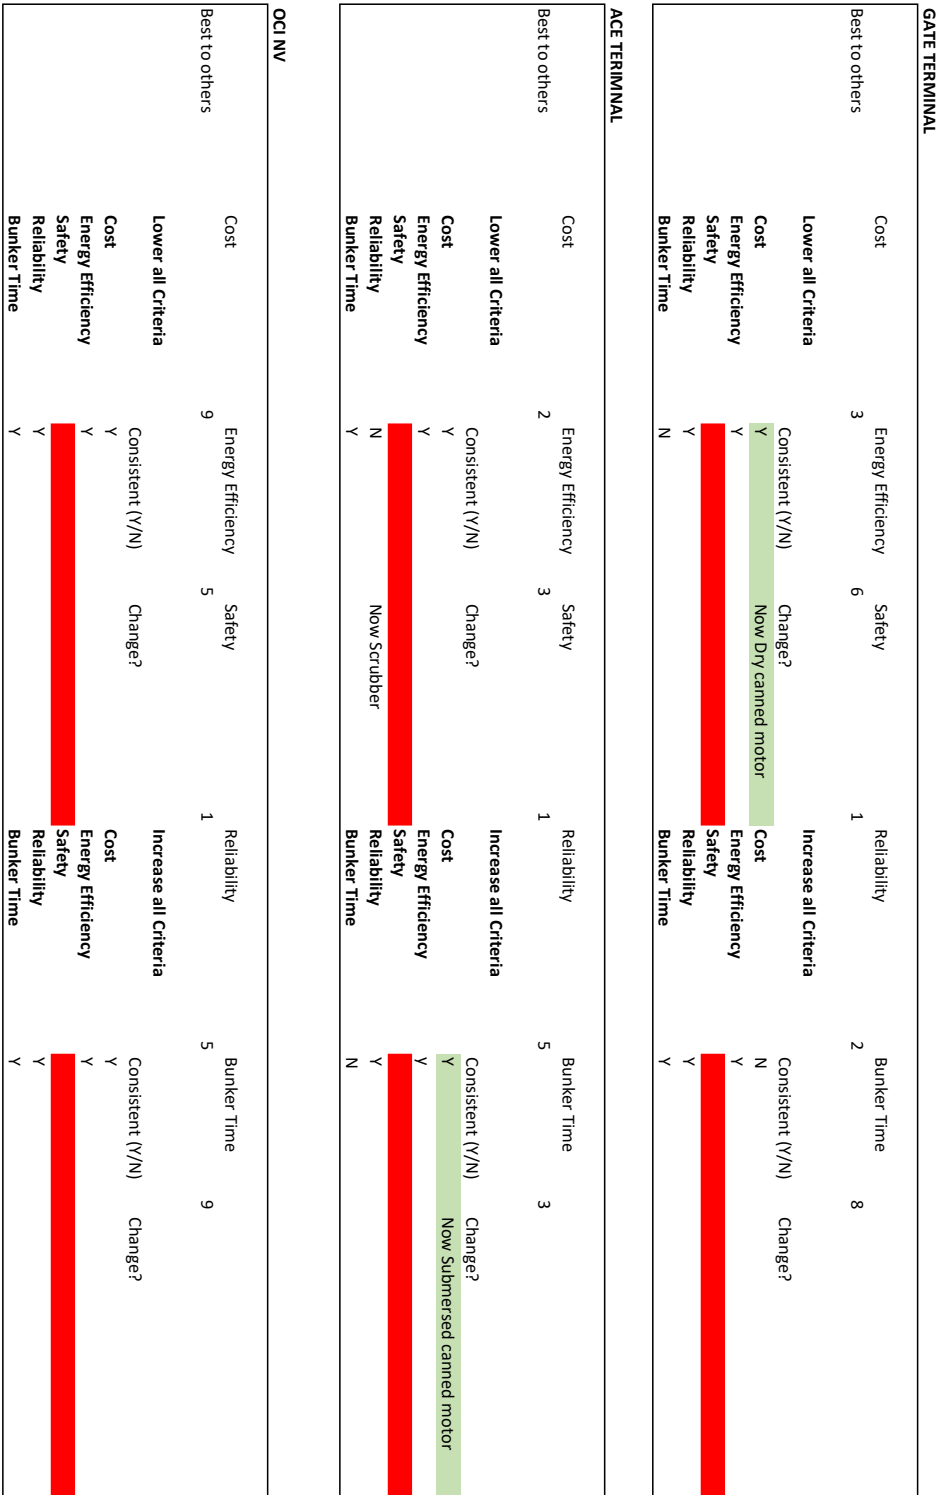 GATE TERMINAL
Cost Energy Efficiency Safety Reliability Bunker Time
Best to others 3 6 1 2 8
Lower all Criteria Increase all Criteria
Consistent (Y/N) Change? Consistent (Y/N) Change?
Cost Y Now Dry canned motor Cost N
Energy Efficiency Y Energy Efficiency Y
Safety Safety
Reliability Y Reliability Y
Bunker Time N Bunker Time Y
ACE TERIMNAL
Cost Energy Efficiency Safety Reliability Bunker Time
Best to others 2 3 1 5 3
Lower all Criteria Increase all Criteria
Consistent (Y/N) Change? Consistent (Y/N) Change?
Cost Y Cost Y Now Submersed canned motor
Energy Efficiency Y Energy Efficiency y
Safety Safety
Reliability N Now Scrubber Reliability Y
Bunker Time Y Bunker Time N
OCI NV
Cost Energy Efficiency Safety Reliability Bunker Time
Best to others 9 5 1 5 9
Lower all Criteria Increase all Criteria
Consistent (Y/N) Change? Consistent (Y/N) Change?
Cost Y Cost Y
Energy Efficiency Y Energy Efficiency Y
Safety Safety
Reliability Y Reliability Y
Bunker Time Y Bunker Time Y